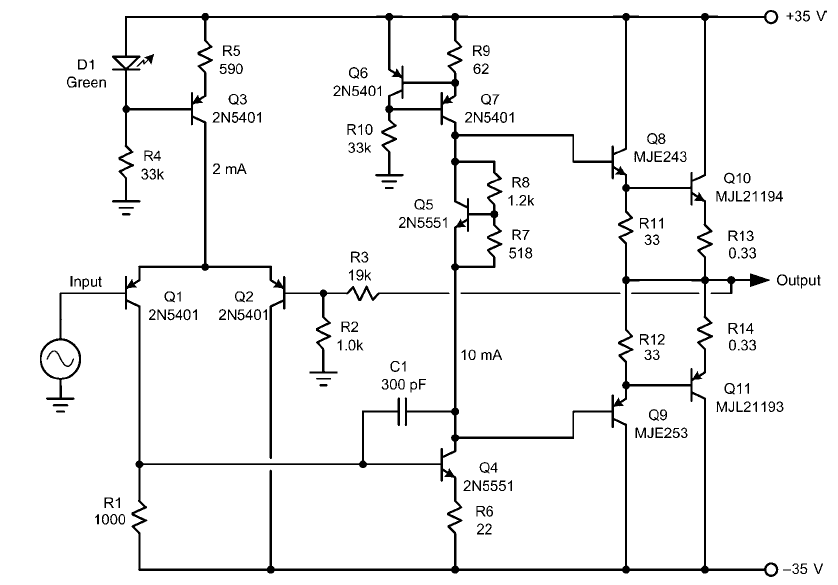 +35 V
D1
Green
R5
590
Q3
2N5401
R4
33k
2 mA
Q6
2N5401
R9
62
Q7
2N5401
R10
33k
Q8
MJE243
Q10
MJL21194
Q5
2N5551
R8
1.2k
R7
518
R11
33
R13
0.33
Input
Q1
2N5401
Q2
2N5401
R3
19k
Output
R2
1.0k
C1
300 pF
10 mA
R12
33
R14
0.33
Q9
MJE253
Q11
MJL21193
R1
1000
Q4
2N5551
R6
22
–35 V